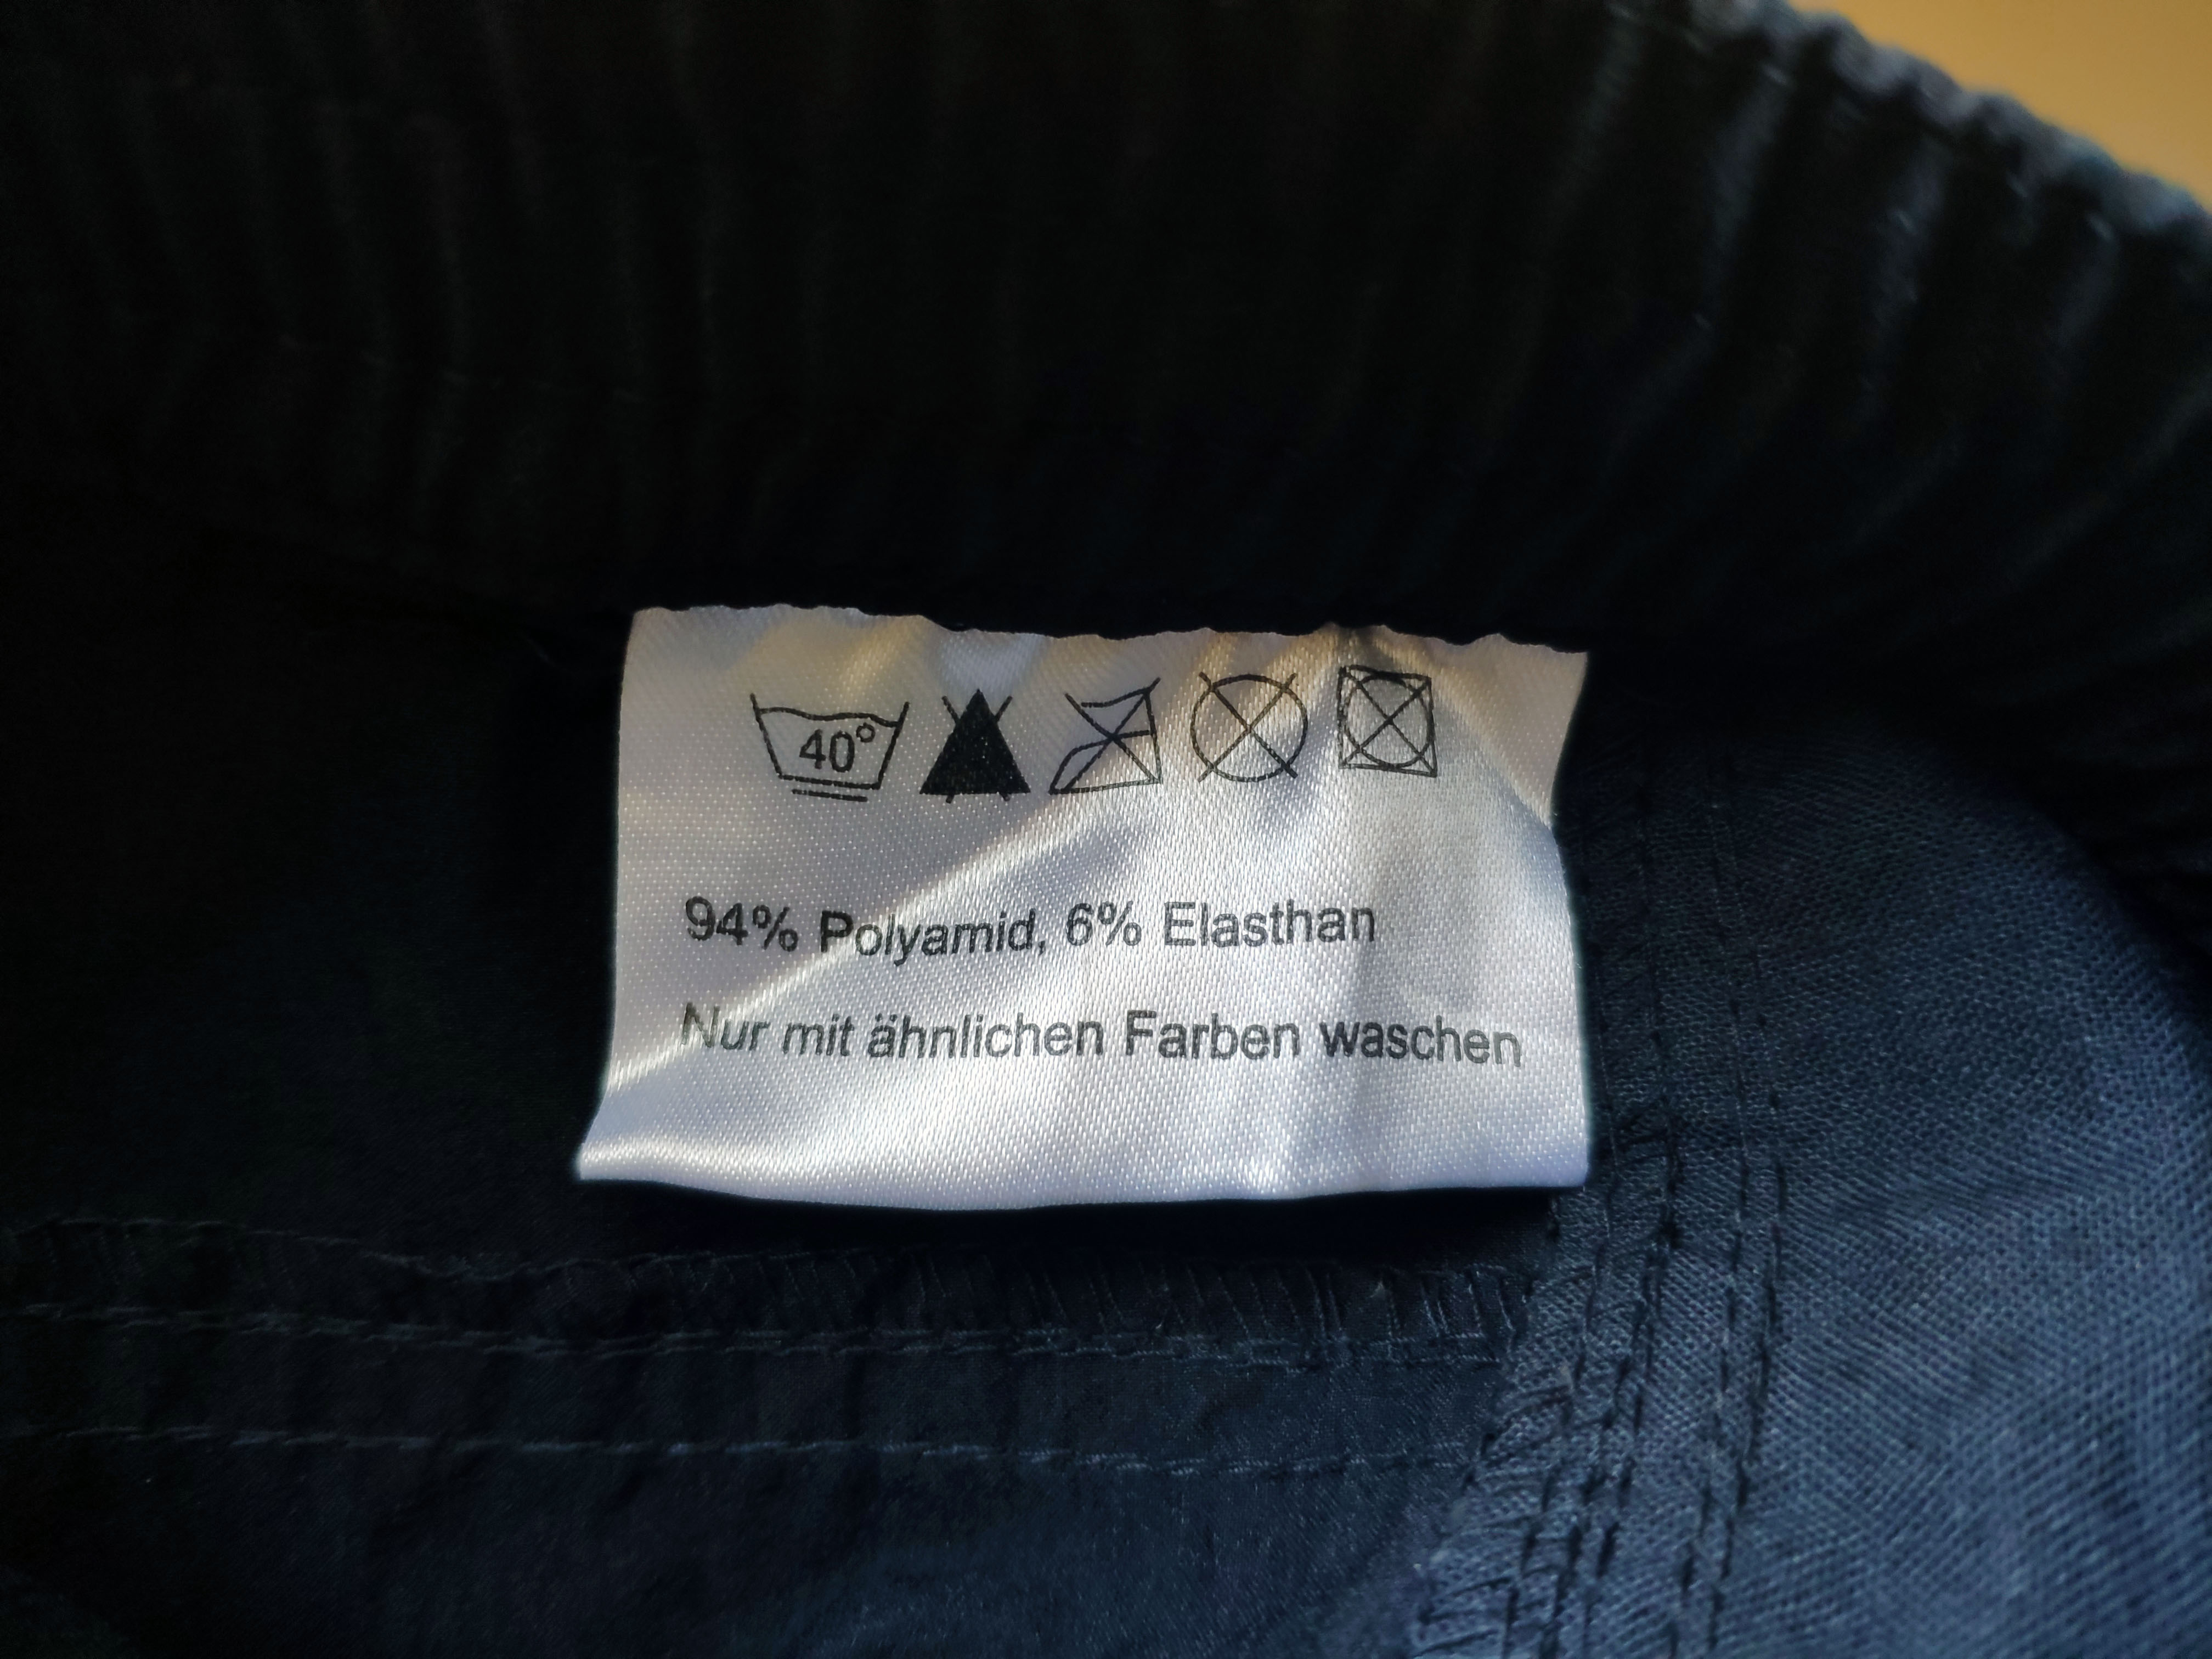 40°
94% Polyamid, 6% Elasthan
Nur mit ähnlichen Farben waschen